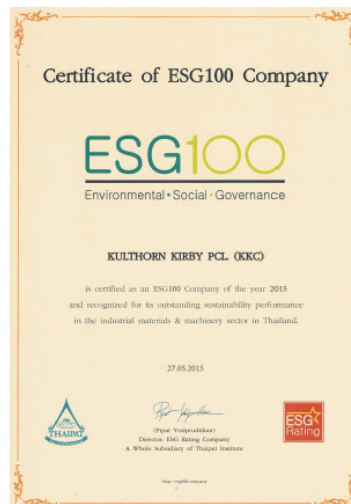 Certificate of ESG100 Company
ESG100
Environmental • Social • Governance
KULTHORN KIRBY PCL. (KKC)
is certified as an ESG100 Company of the year 2015
and recognized for its outstanding sustainability performance
in the industrial materials & machinery sector in Thailand.
27.05.2015
(Pipat Yodprudtikan)
Director, ESG Rating Company
A Whole Subsidiary of Thaipat Institute
THAIPAT
ESG
Rating